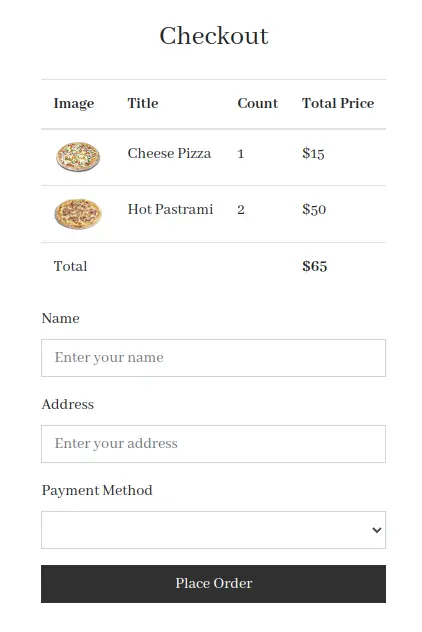 Checkout
Image Title Count Total Price
Cheese Pizza 1 $15
Hot Pastrami 2 $50
Total $65
Name
Enter your name
Address
Enter your address
Payment Method
Place Order